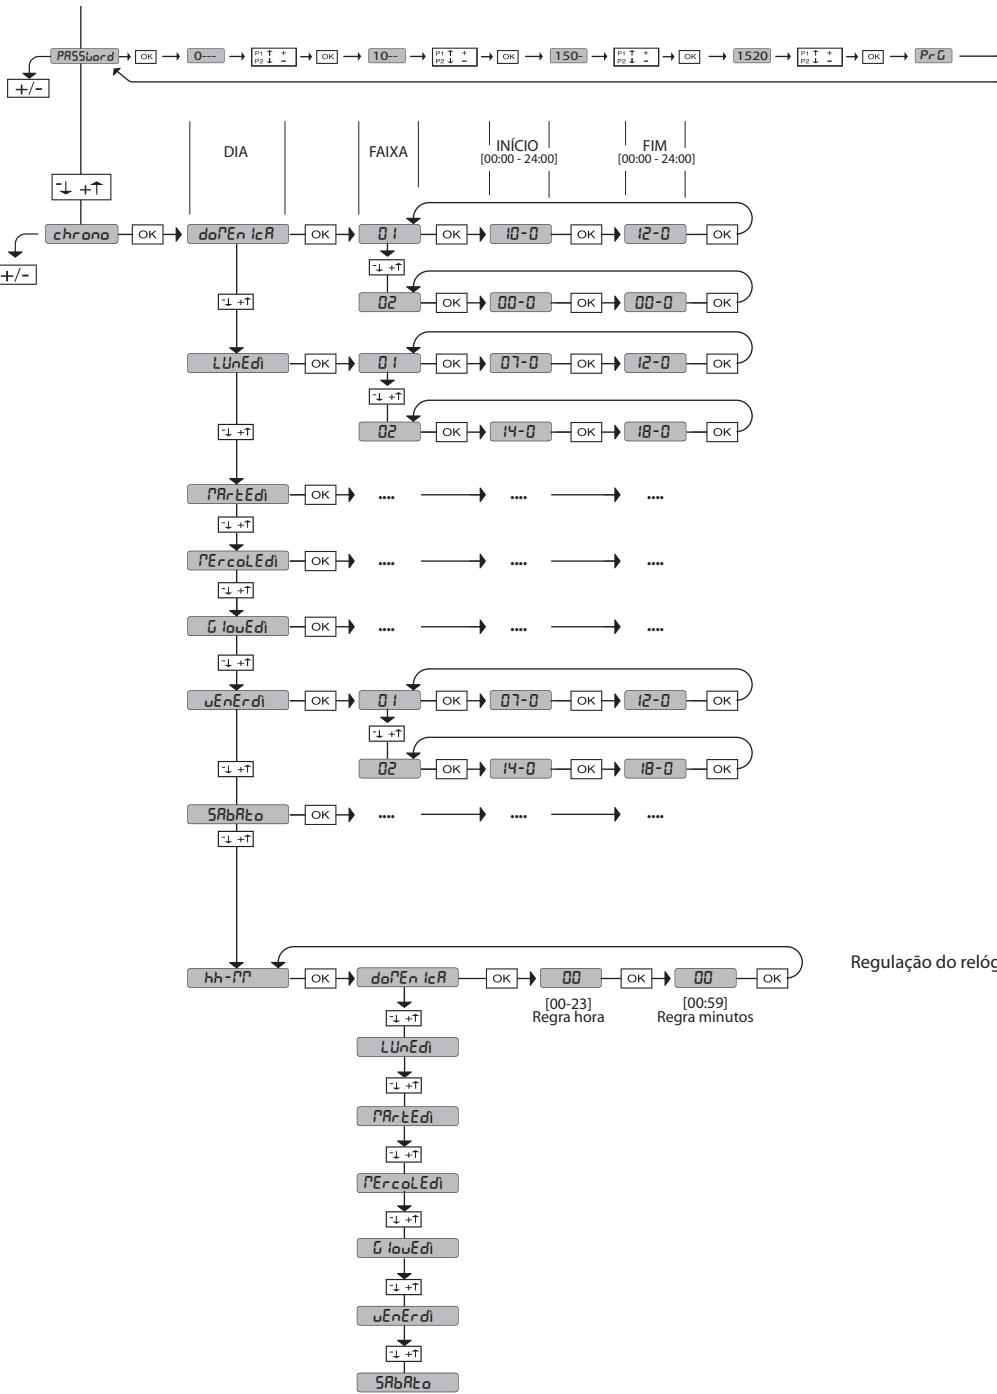 PASSword OK 0--- P1 ↑ + P2 ↓ - OK 10-- P1 ↑ + P2 ↓ - OK 150- P1 ↑ + P2 ↓ - OK 1520 P1 ↑ + P2 ↓ - OK PrG
+/-
DIA FAIXA INÍCIO FIM
[00:00 - 24:00] [00:00 - 24:00]
-↓ +↑
chrono OK doMEnIcA OK 01 OK 10-0 OK 12-0 OK
+/-
-↓ +↑
-↓ +↑ 02 OK 00-0 OK 00-0 OK
LUnEdì OK 01 OK 07-0 OK 12-0 OK
-↓ +↑
-↓ +↑ 02 OK 14-0 OK 18-0 OK
MArtEdì OK .... .... ....
-↓ +↑
MErcoLEdì OK .... .... ....
-↓ +↑
GIovEdì OK .... .... ....
-↓ +↑
vEnErdì OK 01 OK 07-0 OK 12-0 OK
-↓ +↑
-↓ +↑ 02 OK 14-0 OK 18-0 OK
SAbAto OK .... .... ....
-↓ +↑
hh-MM OK doMEnIcA OK 00 OK 00 OK
Regulação do relóg
[00-23] [00:59]
Regra hora Regra minutos
-↓ +↑
LUnEdì
-↓ +↑
MArtEdì
-↓ +↑
MErcoLEdì
-↓ +↑
GIovEdì
-↓ +↑
vEnErdì
-↓ +↑
SAbAto